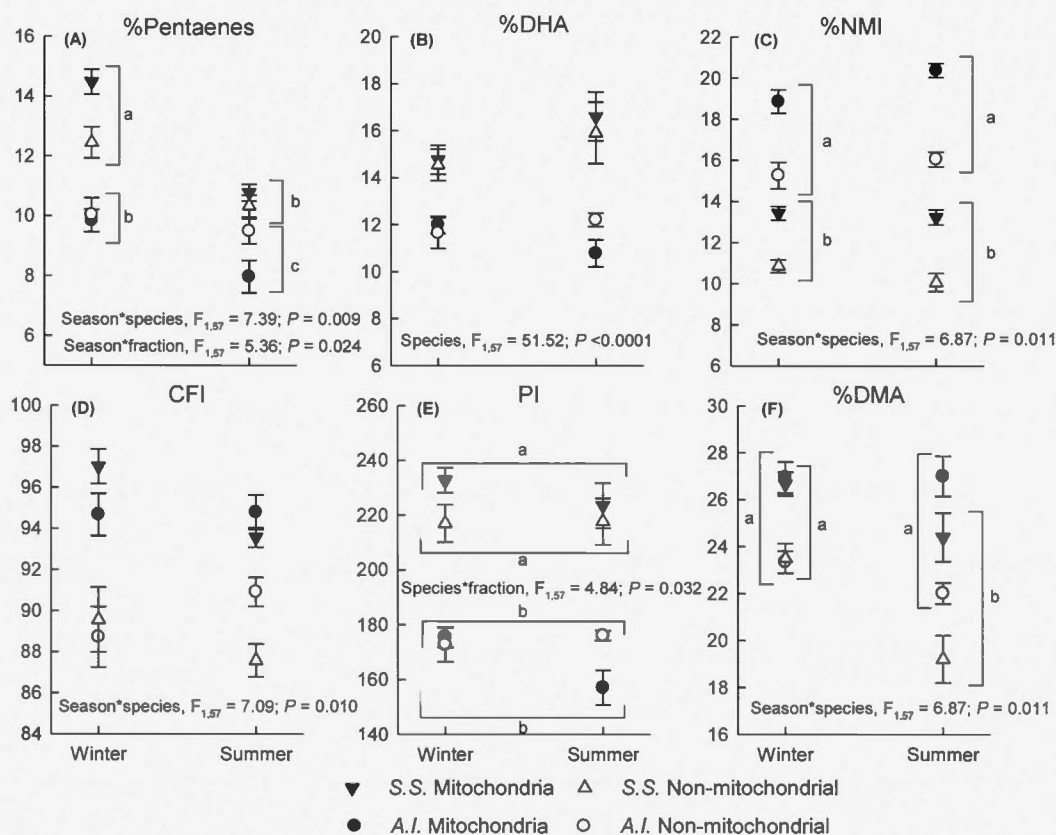 (A) %Pentaenes
16
14
12
10
8
6
a
b
b
c
Season*species, F1,57 = 7.39; P = 0.009
Season*fraction, F1,57 = 5.36; P = 0.024
(B) %DHA
20
18
16
14
12
10
8
6
Species, F1,57 = 51.52; P <0.0001
(C) %NMI
22
20
18
16
14
12
10
8
6
a
a
b
b
Season*species, F1,57 = 6.87; P = 0.011
(D) CFI
100
98
96
94
92
90
88
86
84
Season*species, F1,57 = 7.09; P = 0.010
Winter Summer
(E) PI
260
240
220
200
180
160
140
a
a
Species*fraction, F1,57 = 4.84; P = 0.032
b
b
Winter Summer
(F) %DMA
30
28
26
24
22
20
18
16
a
a
a
b
Season*species, F1,57 = 6.87; P = 0.011
Winter Summer
S.S. Mitochondria S.S. Non-mitochondrial
A.I. Mitochondria A.I. Non-mitochondrial